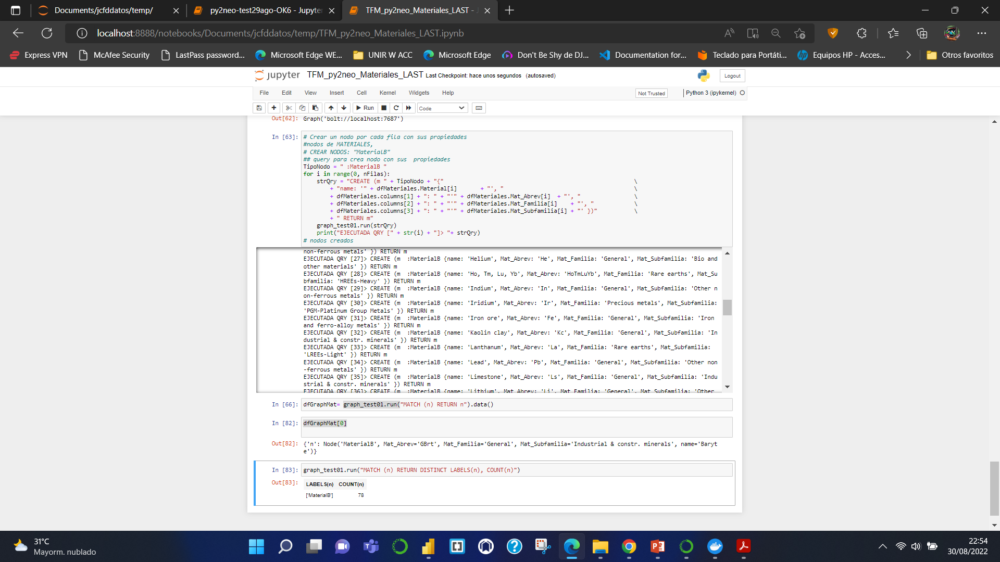 Documents/jcfddatos/temp/
py2neo-test29ago-OK6 - Jupyter
TFM_py2neo_Materiales_LAST - J
localhost:8888/notebooks/Documents/jcfddatos/temp/TFM_py2neo_Materiales_LAST.ipynb
Express VPN
McAfee Security
LastPass password...
Microsoft Edge WE...
UNIR W ACC
Microsoft Edge
Don't Be Shy de DJ...
Documentation for...
Teclado para Portáti...
Equipos HP - Acces...
Otros favoritos
jupyter TFM_py2neo_Materiales_LAST Last Checkpoint: hace unos segundos (autosaved)
Logout
File Edit View Insert Cell Kernel Widgets Help
Not Trusted
Python 3 (ipykernel)
Run
Code
Out[62]: Graph('bolt://localhost:7687')
In [63]: # Crear un nodo por cada fila con sus propiedades
#nodos de MATERIALES,
# CREAR NODOS: "MaterialB"
## query para crea nodo con sus  propiedades
TipoNodo = " :MaterialB "
for i in range(0, nFilas):
    strQry = "CREATE (m " + TipoNodo + "{" \
        + "name: '" + dfMateriales.Material[i] + "', " \
        + dfMateriales.columns[1] + ": " + "'" + dfMateriales.Mat_Abrev[i] + "', " \
        + dfMateriales.columns[2] + ": " + "'" + dfMateriales.Mat_Familia[i] + "', " \
        + dfMateriales.columns[3] + ": " + "'" + dfMateriales.Mat_Subfamilia[i] + "' })" \
        + " RETURN m"
    graph_test01.run(strQry)
    print("EJECUTADA QRY [" + str(i) + "]> "+ strQry)
# nodos creados
non-ferrous metals' }) RETURN m
EJECUTADA QRY [27]> CREATE (m  :MaterialB {name: 'Helium', Mat_Abrev: 'He', Mat_Familia: 'General', Mat_Subfamilia: 'Bio and
other materials' }) RETURN m
EJECUTADA QRY [28]> CREATE (m  :MaterialB {name: 'Ho, Tm, Lu, Yb', Mat_Abrev: 'HoTmLuYb', Mat_Familia: 'Rare earths', Mat_Su
bfamilia: 'HREEs-Heavy' }) RETURN m
EJECUTADA QRY [29]> CREATE (m  :MaterialB {name: 'Indium', Mat_Abrev: 'In', Mat_Familia: 'General', Mat_Subfamilia: 'Other n
on-ferrous metals' }) RETURN m
EJECUTADA QRY [30]> CREATE (m  :MaterialB {name: 'Iridium', Mat_Abrev: 'Ir', Mat_Familia: 'Precious metals', Mat_Subfamilia:
'PGM-Platinum Group Metals' }) RETURN m
EJECUTADA QRY [31]> CREATE (m  :MaterialB {name: 'Iron ore', Mat_Abrev: 'Fe', Mat_Familia: 'General', Mat_Subfamilia: 'Iron
and ferro-alloy metals' }) RETURN m
EJECUTADA QRY [32]> CREATE (m  :MaterialB {name: 'Kaolin clay', Mat_Abrev: 'Kc', Mat_Familia: 'General', Mat_Subfamilia: 'In
dustrial & constr. minerals' }) RETURN m
EJECUTADA QRY [33]> CREATE (m  :MaterialB {name: 'Lanthanum', Mat_Abrev: 'La', Mat_Familia: 'Rare earths', Mat_Subfamilia:
'LREEs-Light' }) RETURN m
EJECUTADA QRY [34]> CREATE (m  :MaterialB {name: 'Lead', Mat_Abrev: 'Pb', Mat_Familia: 'General', Mat_Subfamilia: 'Other non
-ferrous metals' }) RETURN m
EJECUTADA QRY [35]> CREATE (m  :MaterialB {name: 'Limestone', Mat_Abrev: 'Ls', Mat_Familia: 'General', Mat_Subfamilia: 'Indu
strial & constr. minerals' }) RETURN m
EJECUTADA QRY [36]> CREATE (m  :MaterialB {name: 'Lithium', Mat_Abrev: 'Li', Mat_Familia: 'General', Mat_Subfamilia: 'Other
In [66]: dfGraphMat= graph_test01.run("MATCH (n) RETURN n").data()
In [82]: dfGraphMat[0]
Out[82]: {'n': Node('MaterialB', Mat_Abrev='GBrt', Mat_Familia='General', Mat_Subfamilia='Industrial & constr. minerals', name='Baryt
e')}
In [83]: graph_test01.run("MATCH (n) RETURN DISTINCT LABELS(n), COUNT(n)")
Out[83]: LABELS(n) COUNT(n)
['MaterialB'] 78
31°C
Mayorm. nublado
22:54
30/08/2022